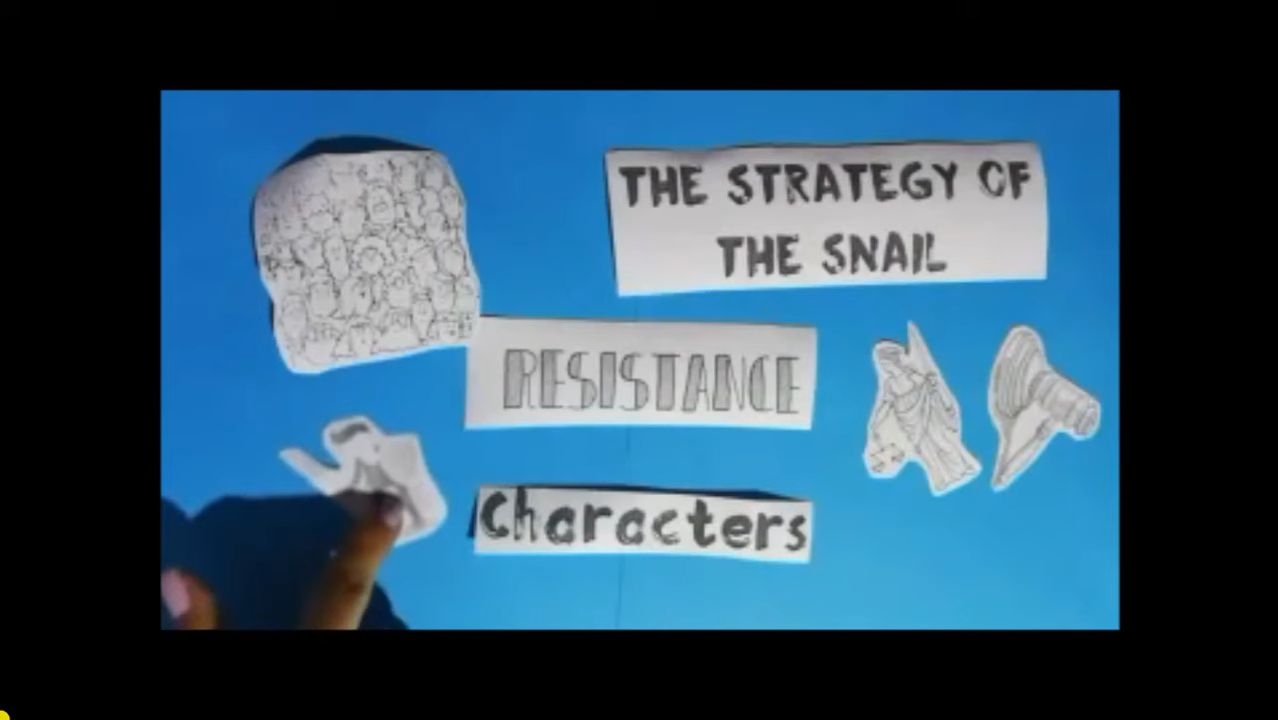 THE STRATEGY OF
THE SNAIL
RESISTANCE
Characters